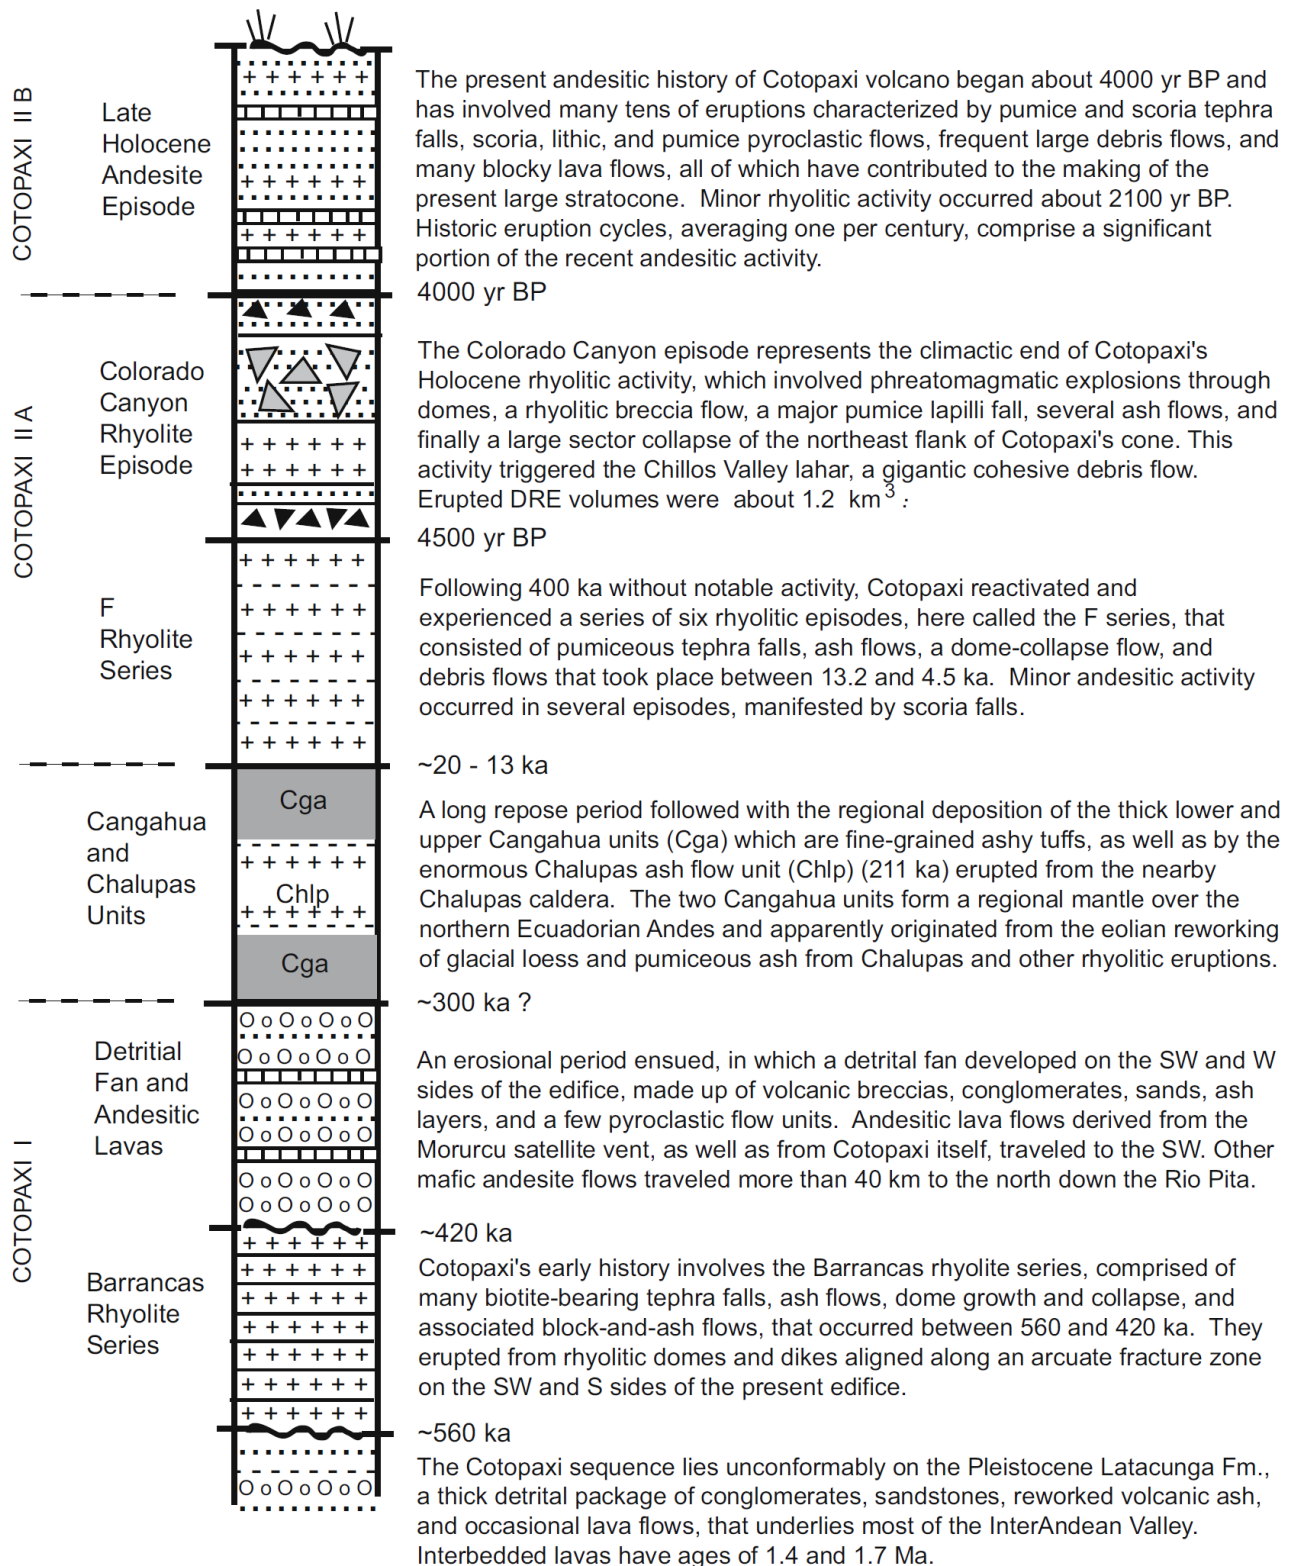 COTOPAXI II B
Late
Holocene
Andesite
Episode
The present andesitic history of Cotopaxi volcano began about 4000 yr BP and
has involved many tens of eruptions characterized by pumice and scoria tephra
falls, scoria, lithic, and pumice pyroclastic flows, frequent large debris flows, and
many blocky lava flows, all of which have contributed to the making of the
present large stratocone. Minor rhyolitic activity occurred about 2100 yr BP.
Historic eruption cycles, averaging one per century, comprise a significant
portion of the recent andesitic activity.
4000 yr BP
COTOPAXI II A
Colorado
Canyon
Rhyolite
Episode
The Colorado Canyon episode represents the climactic end of Cotopaxi's
Holocene rhyolitic activity, which involved phreatomagmatic explosions through
domes, a rhyolitic breccia flow, a major pumice lapilli fall, several ash flows, and
finally a large sector collapse of the northeast flank of Cotopaxi's cone. This
activity triggered the Chillos Valley lahar, a gigantic cohesive debris flow.
Erupted DRE volumes were about 1.2 km³ :
4500 yr BP
F
Rhyolite
Series
Following 400 ka without notable activity, Cotopaxi reactivated and
experienced a series of six rhyolitic episodes, here called the F series, that
consisted of pumiceous tephra falls, ash flows, a dome-collapse flow, and
debris flows that took place between 13.2 and 4.5 ka. Minor andesitic activity
occurred in several episodes, manifested by scoria falls.
~20 - 13 ka
Cangahua
and
Chalupas
Units
Cga
Chlp
Cga
A long repose period followed with the regional deposition of the thick lower and
upper Cangahua units (Cga) which are fine-grained ashy tuffs, as well as by the
enormous Chalupas ash flow unit (Chlp) (211 ka) erupted from the nearby
Chalupas caldera. The two Cangahua units form a regional mantle over the
northern Ecuadorian Andes and apparently originated from the eolian reworking
of glacial loess and pumiceous ash from Chalupas and other rhyolitic eruptions.
~300 ka ?
COTOPAXI I
Detritial
Fan and
Andesitic
Lavas
An erosional period ensued, in which a detrital fan developed on the SW and W
sides of the edifice, made up of volcanic breccias, conglomerates, sands, ash
layers, and a few pyroclastic flow units. Andesitic lava flows derived from the
Morurcu satellite vent, as well as from Cotopaxi itself, traveled to the SW. Other
mafic andesite flows traveled more than 40 km to the north down the Rio Pita.
~420 ka
Barrancas
Rhyolite
Series
Cotopaxi's early history involves the Barrancas rhyolite series, comprised of
many biotite-bearing tephra falls, ash flows, dome growth and collapse, and
associated block-and-ash flows, that occurred between 560 and 420 ka. They
erupted from rhyolitic domes and dikes aligned along an arcuate fracture zone
on the SW and S sides of the present edifice.
~560 ka
The Cotopaxi sequence lies unconformably on the Pleistocene Latacunga Fm.,
a thick detrital package of conglomerates, sandstones, reworked volcanic ash,
and occasional lava flows, that underlies most of the InterAndean Valley.
Interbedded lavas have ages of 1.4 and 1.7 Ma.